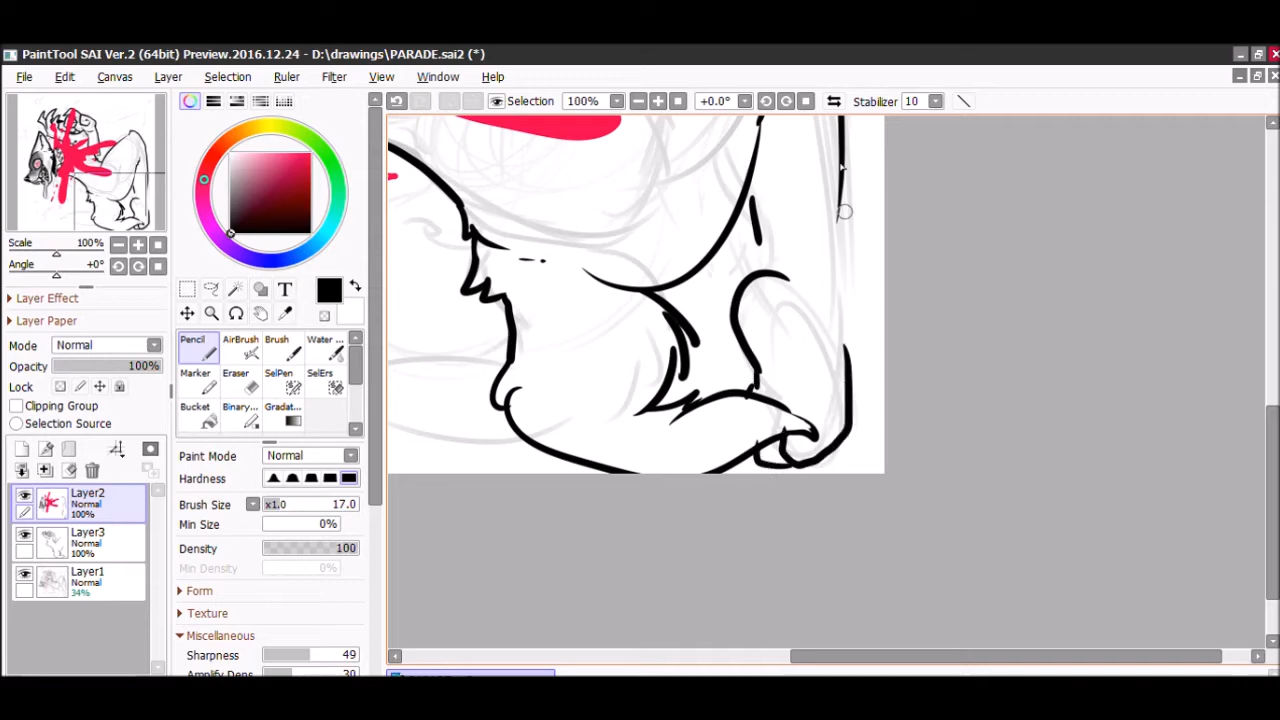 PaintTool SAI Ver.2 (64bit) Preview.2016.12.24 - D:\drawings\PARADE.sai2 (*)
File Edit Canvas Layer Selection Ruler Filter View Window Help
Selection 100% +0.0° Stabilizer 10
Scale 100%
Angle +0°
Layer Effect
Layer Paper
Mode Normal
Opacity 100%
Lock
Clipping Group
Selection Source
Layer2
Normal
100%
Layer3
Normal
100%
Layer1
Normal
34%
T
Pencil AirBrush Brush Water ...
Marker Eraser SelPen SelErs
Bucket Binary... Gradat...
Paint Mode Normal
Hardness
Brush Size x1.0 17.0
Min Size 0%
Density 100
Min Density 0%
Form
Texture
Miscellaneous
Sharpness 49
Amplify Dens 30